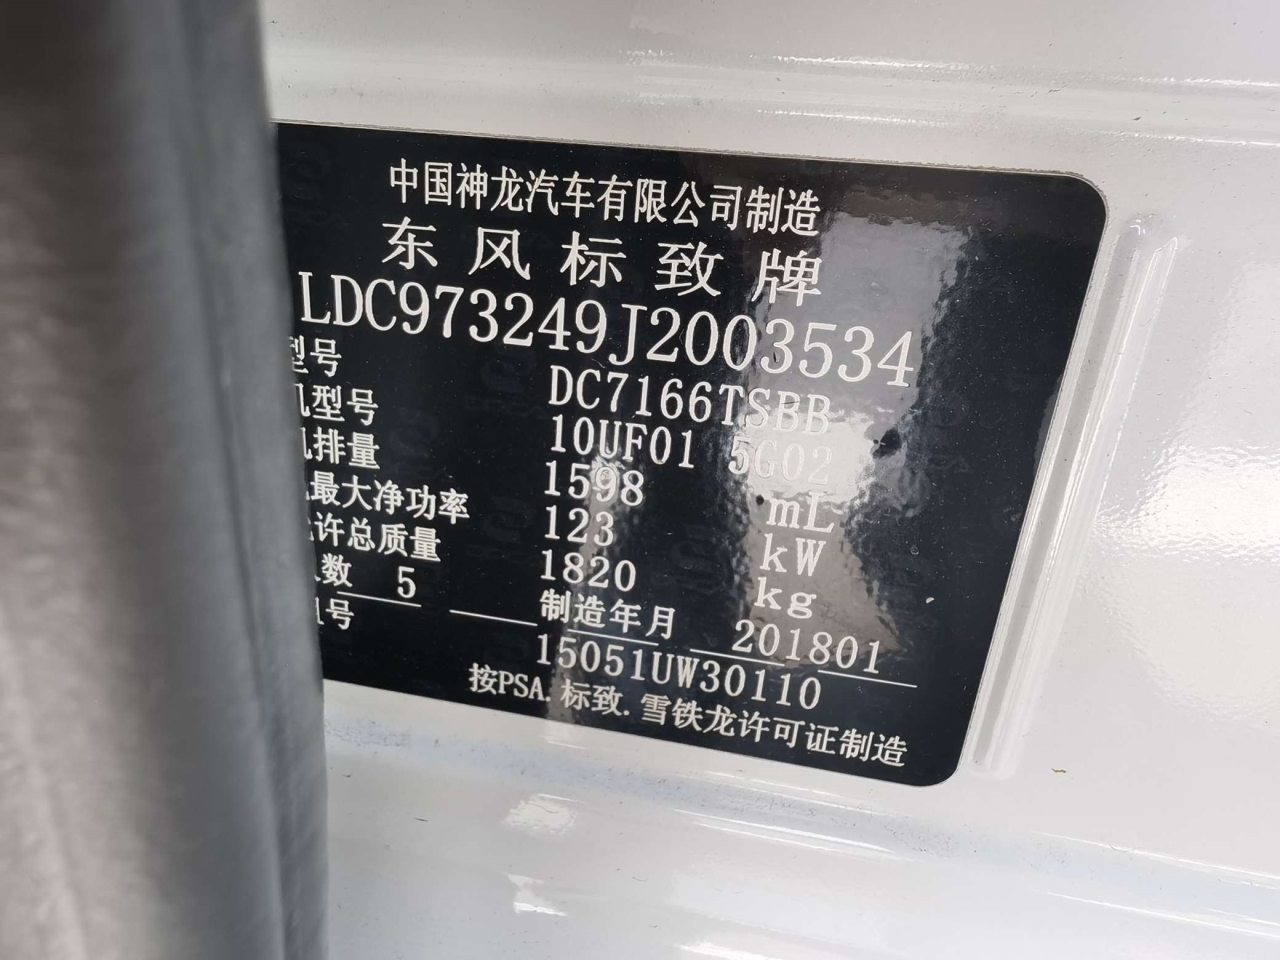 中国神龙汽车有限公司制造
东风标致牌
LDC973249J2003534
型号 DC7166TSBB
机型号 10UF01 5G02
机排量 1598 mL
最大净功率 123 kW
许总质量 1820 kg
数 5 制造年月 201801
号 15051UW30110
按PSA.标致.雪铁龙许可证制造